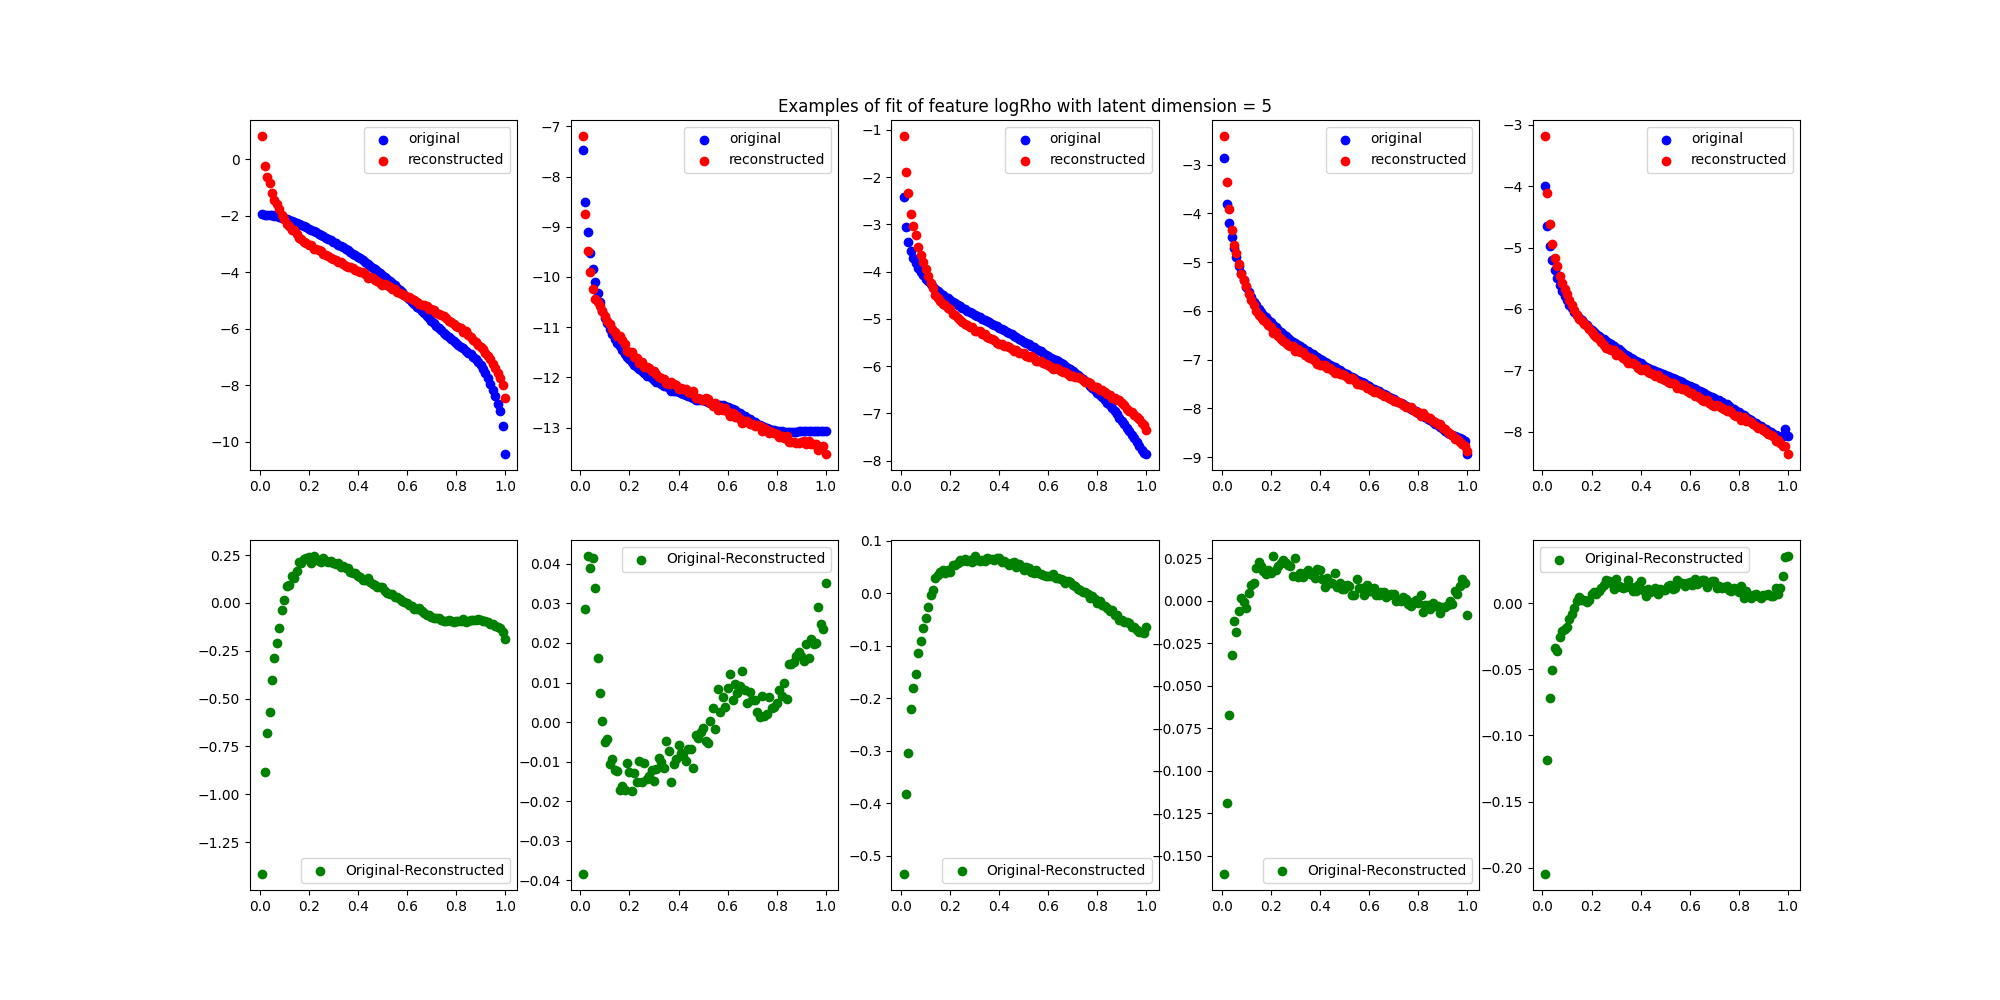 Examples of fit of feature logRho with latent dimension = 5
original
reconstructed
0
−2
−4
−6
−8
−10
0.0 0.2 0.4 0.6 0.8 1.0
original
reconstructed
−7
−8
−9
−10
−11
−12
−13
0.0 0.2 0.4 0.6 0.8 1.0
original
reconstructed
−1
−2
−3
−4
−5
−6
−7
−8
0.0 0.2 0.4 0.6 0.8 1.0
original
reconstructed
−3
−4
−5
−6
−7
−8
−9
0.0 0.2 0.4 0.6 0.8 1.0
original
reconstructed
−3
−4
−5
−6
−7
−8
0.0 0.2 0.4 0.6 0.8 1.0
0.25
0.00
−0.25
−0.50
−0.75
−1.00
−1.25
Original-Reconstructed
0.0 0.2 0.4 0.6 0.8 1.0
Original-Reconstructed
0.04
0.03
0.02
0.01
0.00
−0.01
−0.02
−0.03
−0.04
0.0 0.2 0.4 0.6 0.8 1.0
0.1
0.0
−0.1
−0.2
−0.3
−0.4
−0.5
Original-Reconstructed
0.0 0.2 0.4 0.6 0.8 1.0
0.025
0.000
−0.025
−0.050
−0.075
−0.100
−0.125
−0.150
Original-Reconstructed
0.0 0.2 0.4 0.6 0.8 1.0
Original-Reconstructed
0.00
−0.05
−0.10
−0.15
−0.20
0.0 0.2 0.4 0.6 0.8 1.0